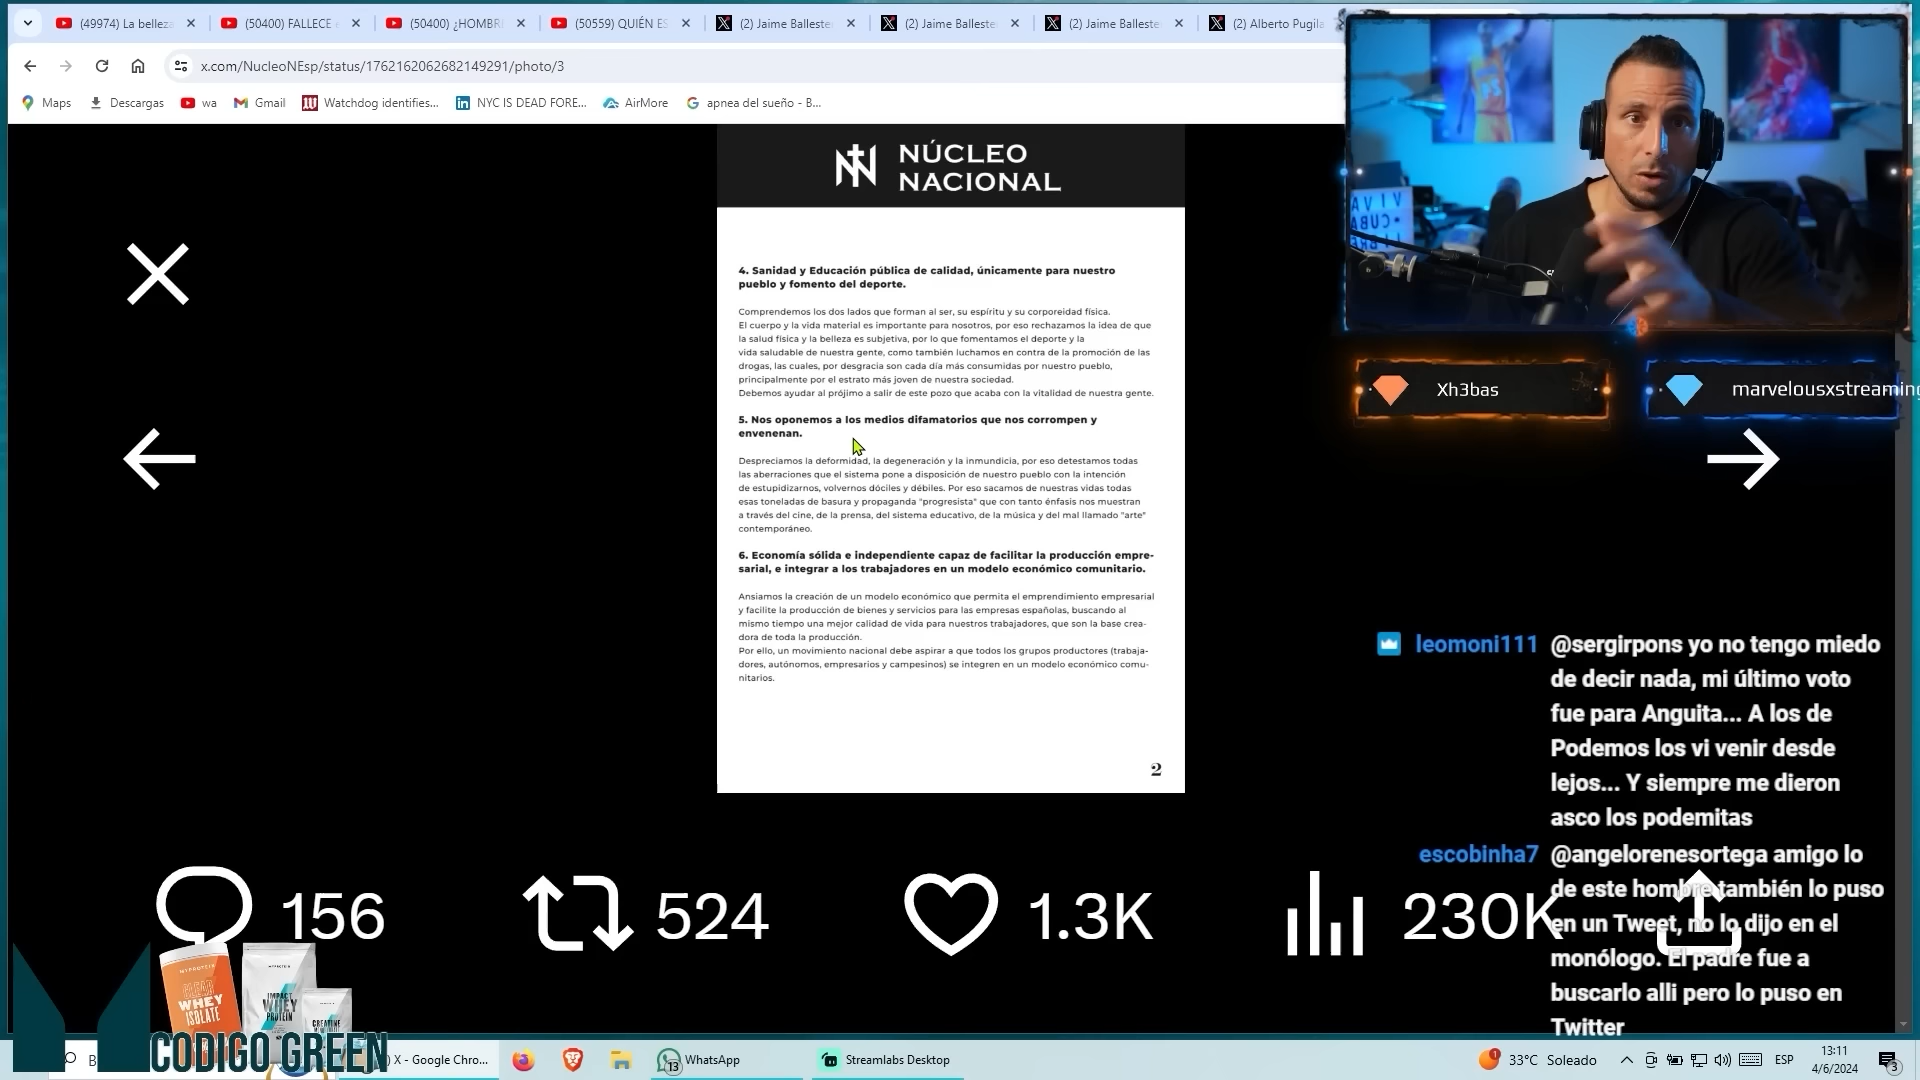 (49974) La belleza
(50400) FALLECE
(50400) ¿HOMBR
(50559) QUIÉN ES
(2) Jaime Balleste
(2) Jaime Balleste
(2) Jaime Balleste
(2) Alberto Pugila
x.com/NucleoNEsp/status/1762162062682149291/photo/3
Maps
Descargas
wa
Gmail
Watchdog identifies...
NYC IS DEAD FORE...
AirMore
apnea del sueño - B...
NÚCLEO
NACIONAL
4. Sanidad y Educación pública de calidad, únicamente para nuestro
pueblo y fomento del deporte.
Comprendemos los dos lados que forman al ser, su espíritu y su corporeidad física.
El cuerpo y la vida material es importante para nosotros, por eso rechazamos la idea de que
la salud física y la belleza es subjetiva, por lo que fomentamos el deporte y la
vida saludable de nuestra gente, como también luchamos en contra de la promoción de las
drogas, las cuales, por desgracia son cada día más consumidas por nuestro pueblo,
principalmente por el estrato más joven de nuestra sociedad.
Debemos ayudar al prójimo a salir de este pozo que acaba con la vitalidad de nuestra gente.
5. Nos oponemos a los medios difamatorios que nos corrompen y
envenenan.
Despreciamos la deformidad, la degeneración y la inmundicia, por eso detestamos todas
las aberraciones que el sistema pone a disposición de nuestro pueblo con la intención
de estupidizarnos, volvernos dóciles y débiles. Por eso sacamos de nuestras vidas todas
esas toneladas de basura y propaganda "progresista" que con tanto énfasis nos muestran
a través del cine, de la prensa, del sistema educativo, de la música y del mal llamado "arte"
contemporáneo.
6. Economía sólida e independiente capaz de facilitar la producción empre-
sarial, e integrar a los trabajadores en un modelo económico comunitario.
Ansiamos la creación de un modelo económico que permita el emprendimiento empresarial
y facilite la producción de bienes y servicios para las empresas españolas, buscando al
mismo tiempo una mejor calidad de vida para nuestros trabajadores, que son la base crea-
dora de toda la producción.
Por ello, un movimiento nacional debe aspirar a que todos los grupos productores (trabaja-
dores, autónomos, empresarios y campesinos) se integren en un modelo económico comu-
nitarios.
2
VIVA
CUBA
LIBRE
Xh3bas
marvelousxstreaming
leomoni111 @sergirpons yo no tengo miedo
de decir nada, mi último voto
fue para Anguita... A los de
Podemos los vi venir desde
lejos... Y siempre me dieron
asco los podemitas
escobinha7 @angelorenesortega amigo lo
de este hombre también lo puso
en un Tweet, no lo dijo en el
monólogo. El padre fue a
buscarlo alli pero lo puso en
Twitter
156
524
1.3K
230K
MYPROTEIN
CLEAR
WHEY
ISOLATE
MYPROTEIN
IMPACT
WHEY
PROTEIN
CREATINE
CODIGO GREEN
B
X - Google Chro...
13
WhatsApp
Streamlabs Desktop
1
33°C Soleado
ESP
13:11
4/6/2024
3